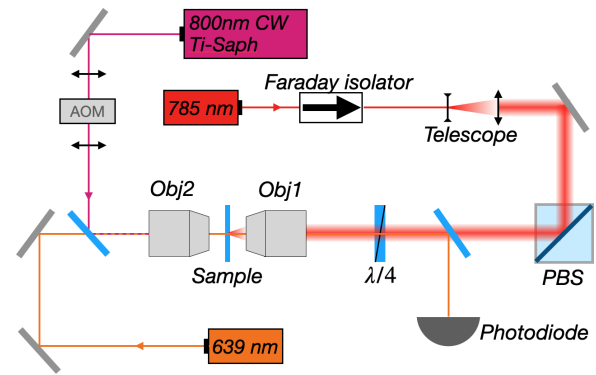 800nm CW
Ti-Saph
Faraday isolator
AOM
785 nm
Telescope
Obj2
Obj1
Sample
λ/4
PBS
Photodiode
639 nm